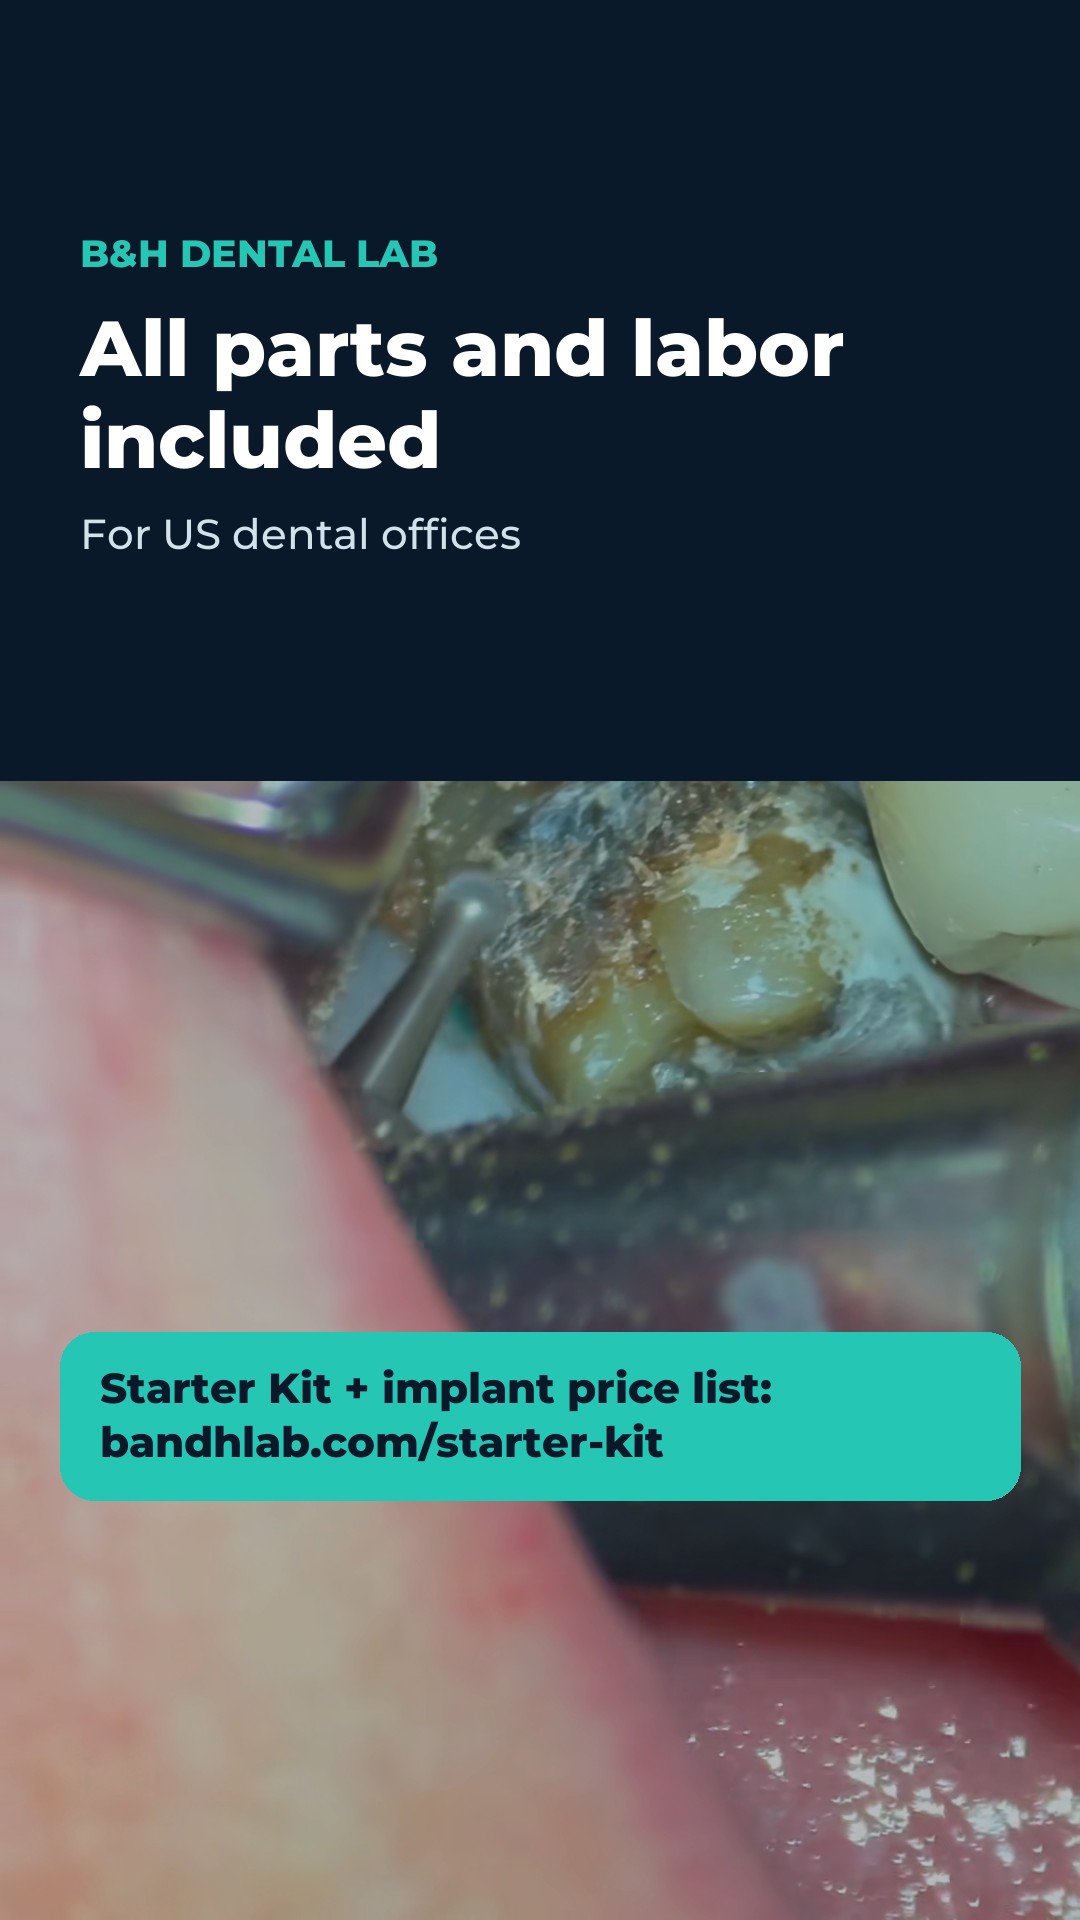 B&H DENTAL LAB
All parts and labor
included
For US dental offices
Starter Kit + implant price list:
bandhlab.com/starter-kit